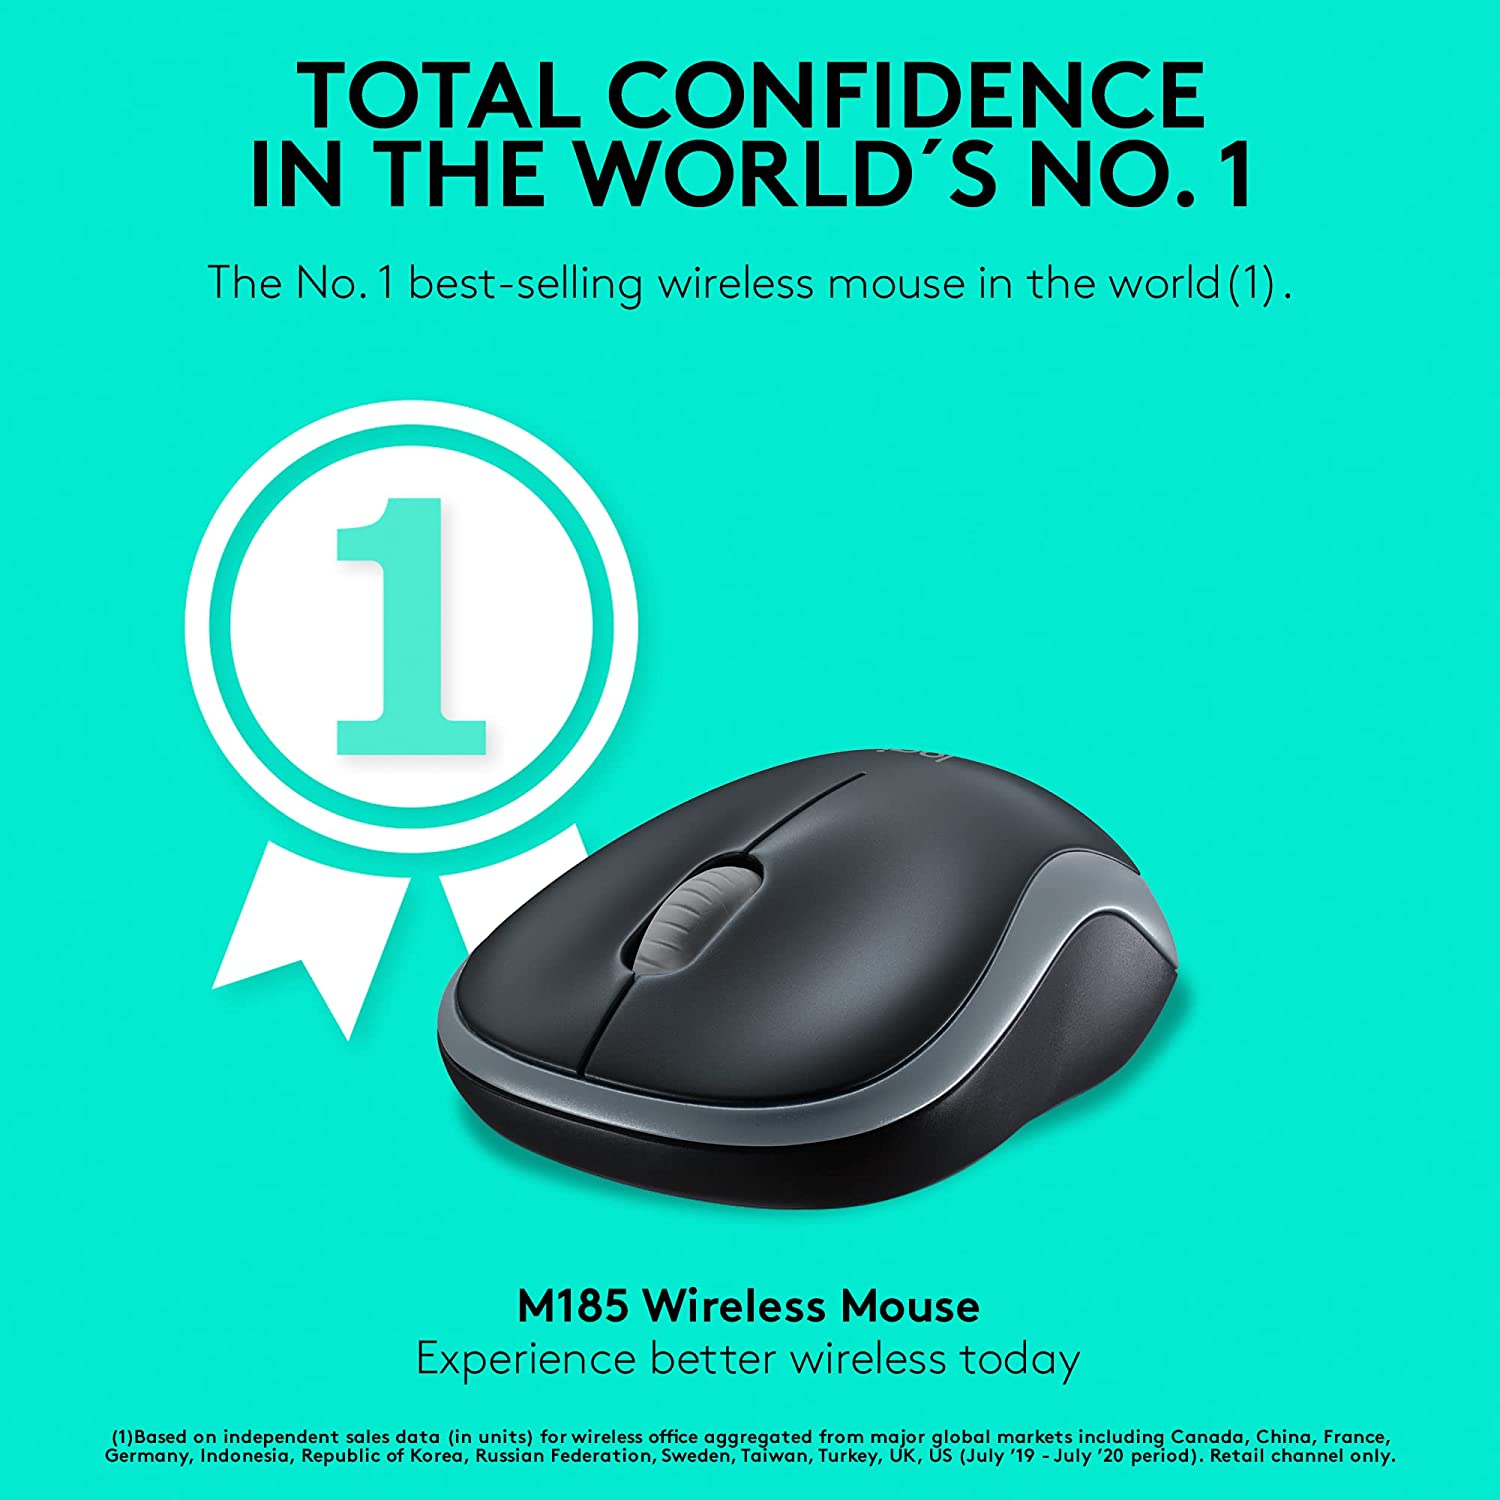 TOTAL CONFIDENCE
IN THE WORLD´S NO. 1
The No. 1 best-selling wireless mouse in the world(1).
1
logi
M185 Wireless Mouse
Experience better wireless today
(1)Based on independent sales data (in units) for wireless office aggregated from major global markets including Canada, China, France,
Germany, Indonesia, Republic of Korea, Russian Federation, Sweden, Taiwan, Turkey, UK, US (July '19 - July '20 period). Retail channel only.